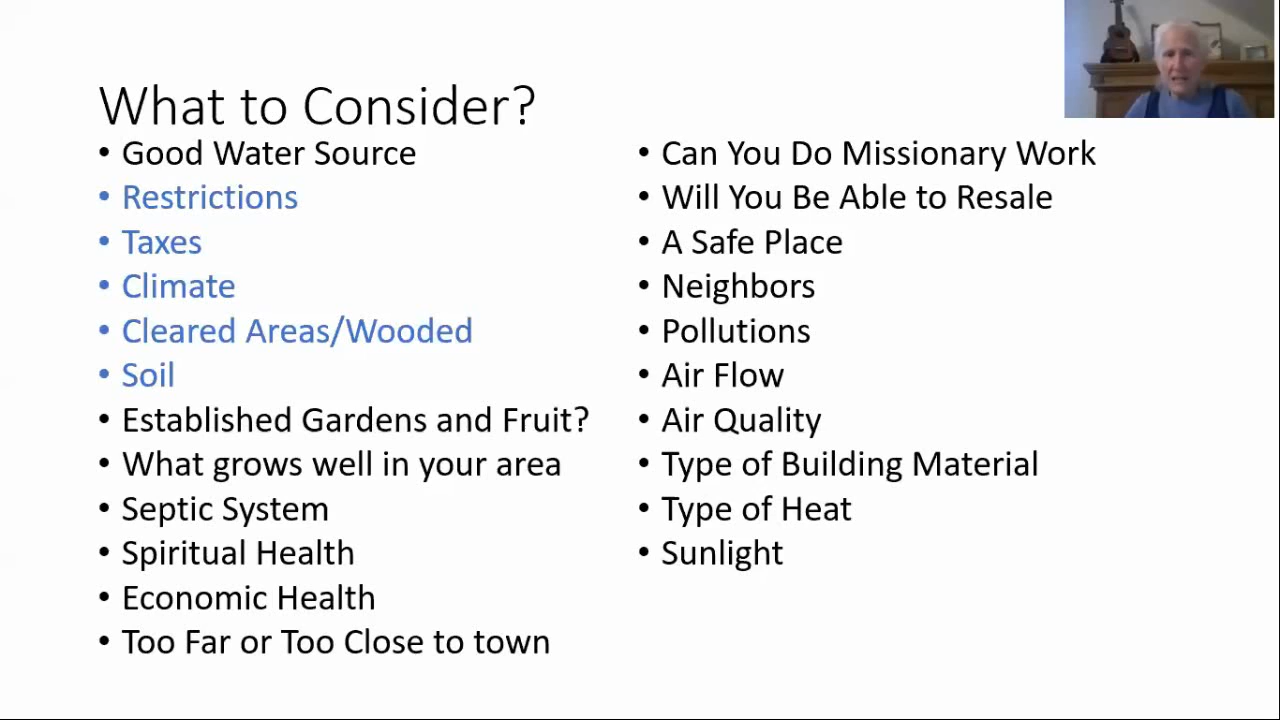 What to Consider?
• Good Water Source
• Restrictions
• Taxes
• Climate
• Cleared Areas/Wooded
• Soil
• Established Gardens and Fruit?
• What grows well in your area
• Septic System
• Spiritual Health
• Economic Health
• Too Far or Too Close to town
• Can You Do Missionary Work
• Will You Be Able to Resale
• A Safe Place
• Neighbors
• Pollutions
• Air Flow
• Air Quality
• Type of Building Material
• Type of Heat
• Sunlight